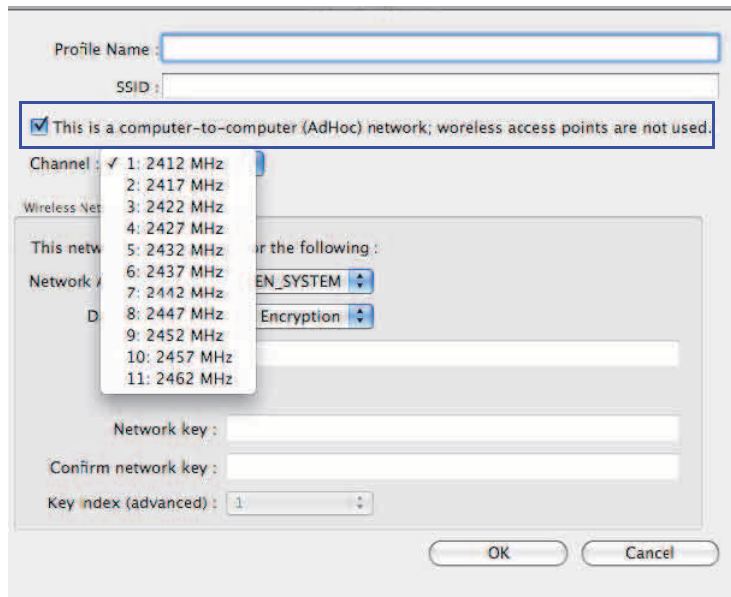 Profile Name :
SSID :
This is a computer-to-computer (AdHoc) network; woreless access points are not used.
Channel : ✓ 1: 2412 MHz
2: 2417 MHz
3: 2422 MHz
4: 2427 MHz
5: 2432 MHz
6: 2437 MHz
7: 2442 MHz
8: 2447 MHz
9: 2452 MHz
10: 2457 MHz
11: 2462 MHz
Wireless Net
This netw or the following :
Network A EN_SYSTEM
D Encryption
Network key :
Confirm network key :
Key index (advanced) : 1
OK Cancel